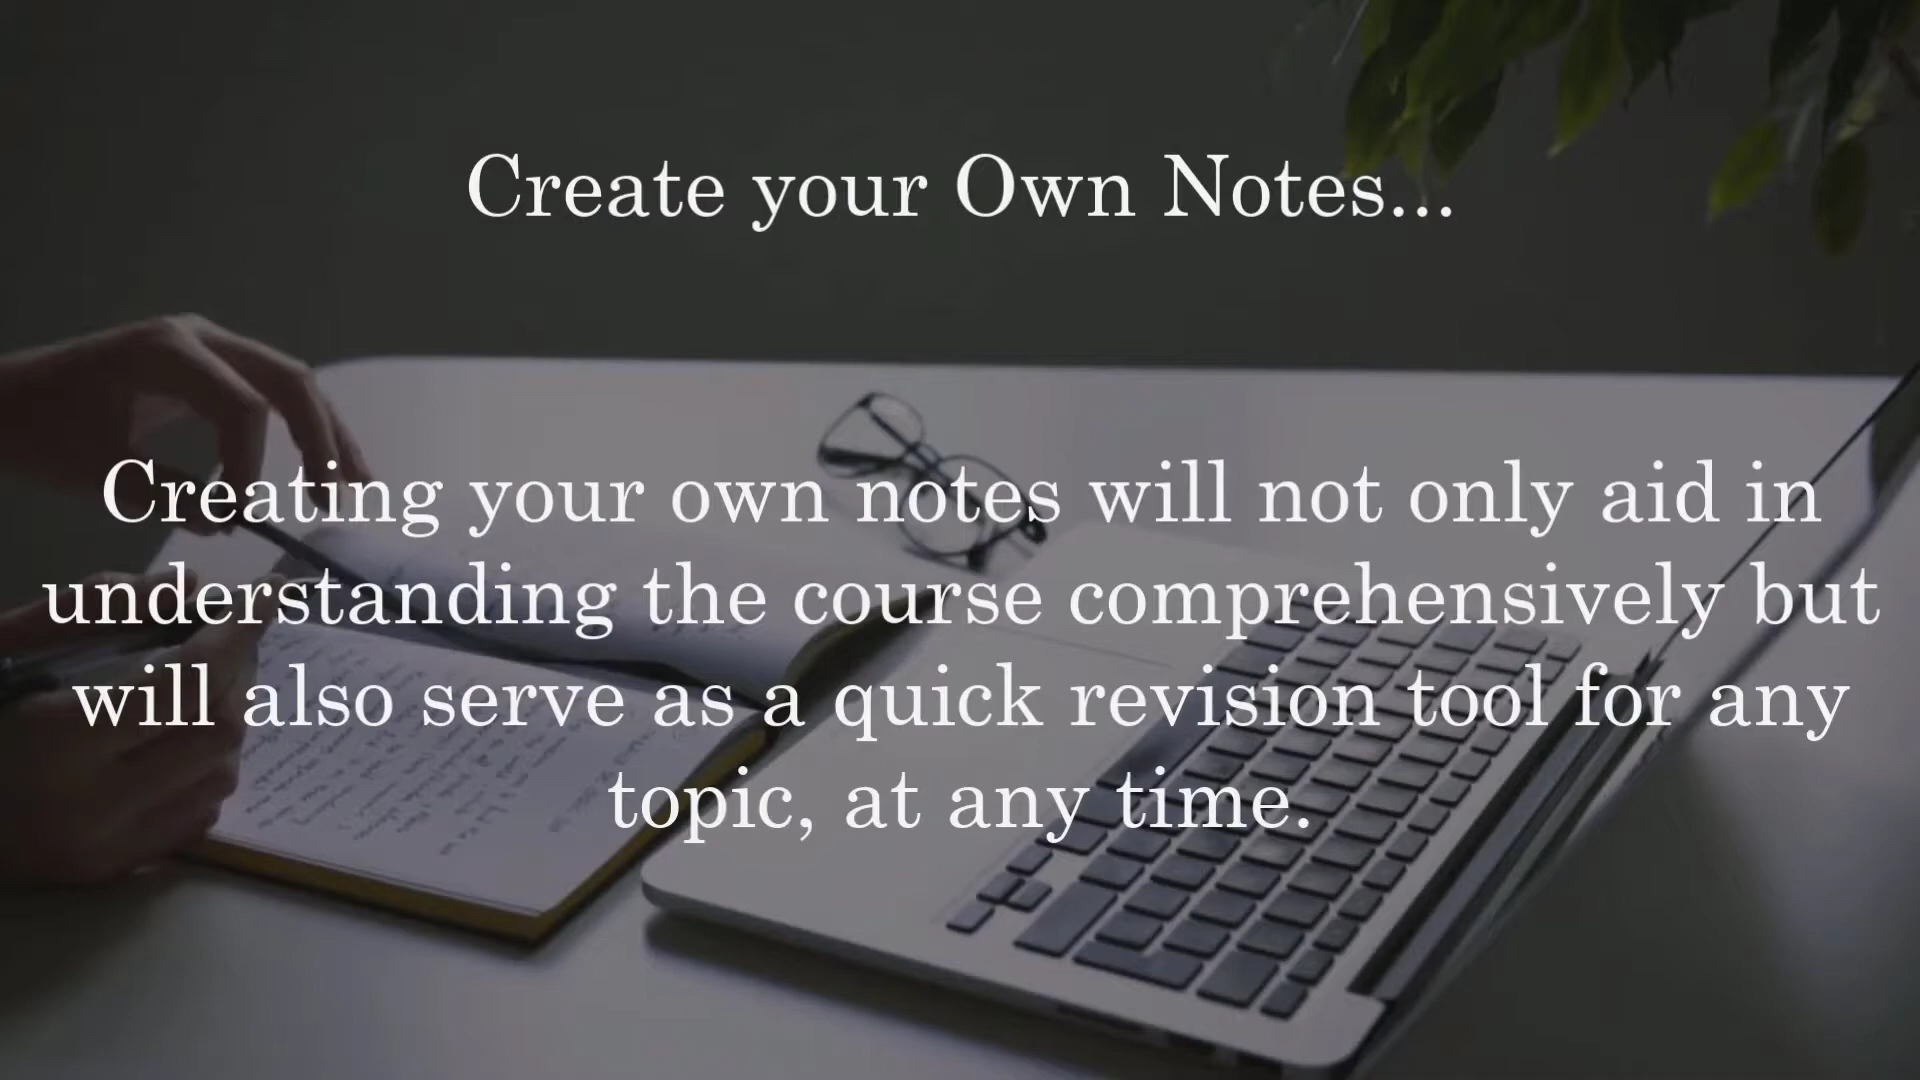 Create your Own Notes...
Creating your own notes will not only aid in
understanding the course comprehensively but
will also serve as a quick revision tool for any
topic, at any time.